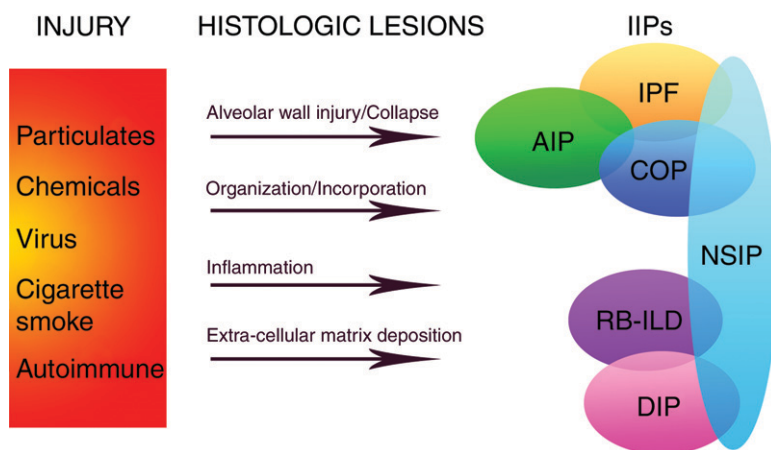 INJURY
HISTOLOGIC LESIONS
IIPs
Particulates
Chemicals
Virus
Cigarette
smoke
Autoimmune
Alveolar wall injury/Collapse
Organization/Incorporation
Inflammation
Extra-cellular matrix deposition
IPF
AIP
COP
NSIP
RB-ILD
DIP